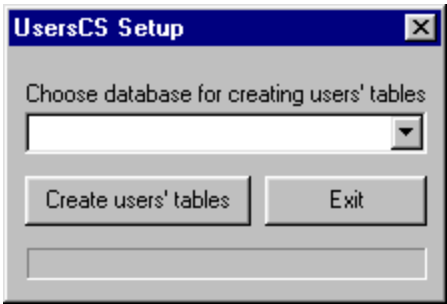 UsersCS Setup
Choose database for creating users' tables
Create users' tables
Exit